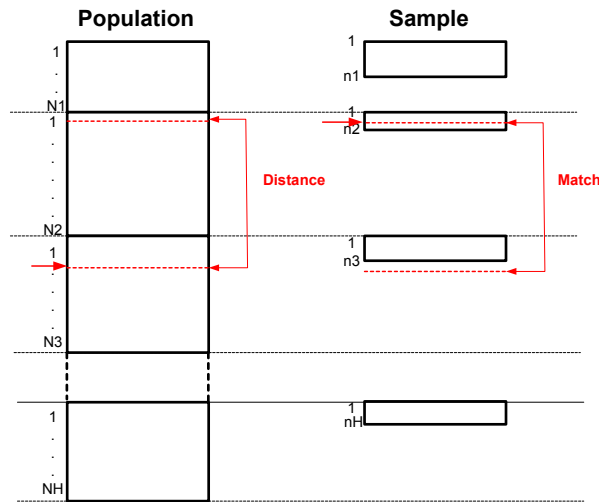 Population
Sample
1
.
.
N1
1
n1
1
.
.
.
.
.
N2
1
n2
Distance
Match
1
.
.
.
.
N3
1
n3
1
.
.
.
NH
1
nH